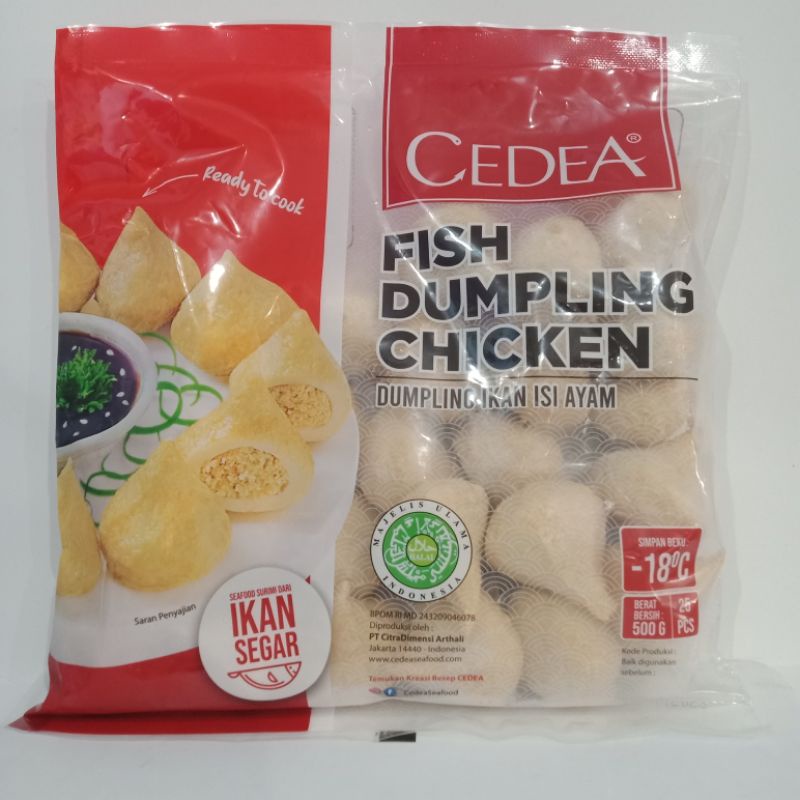 Ready To cook
CEDEA®
FISH
DUMPLING
CHICKEN
DUMPLING IKAN ISI AYAM
MAJELIS ULAMA
حلال
HALAL
INDONESIA
SIMPAN BEKU :
-18°C
BERAT
BERSIH :
500 G
25
PCS
Kode Produksi :
Baik digunakan
sebelum :
BPOM RI MD 243209046078
Diproduksi oleh :
PT CitraDimensi Arthali
Jakarta 14440 - Indonesia
www.cedeaseafood.com
Temukan Kreasi Resep CEDEA
CedeaSeafood
Saran Penyajian
SEAFOOD SURIMI DARI
IKAN
SEGAR